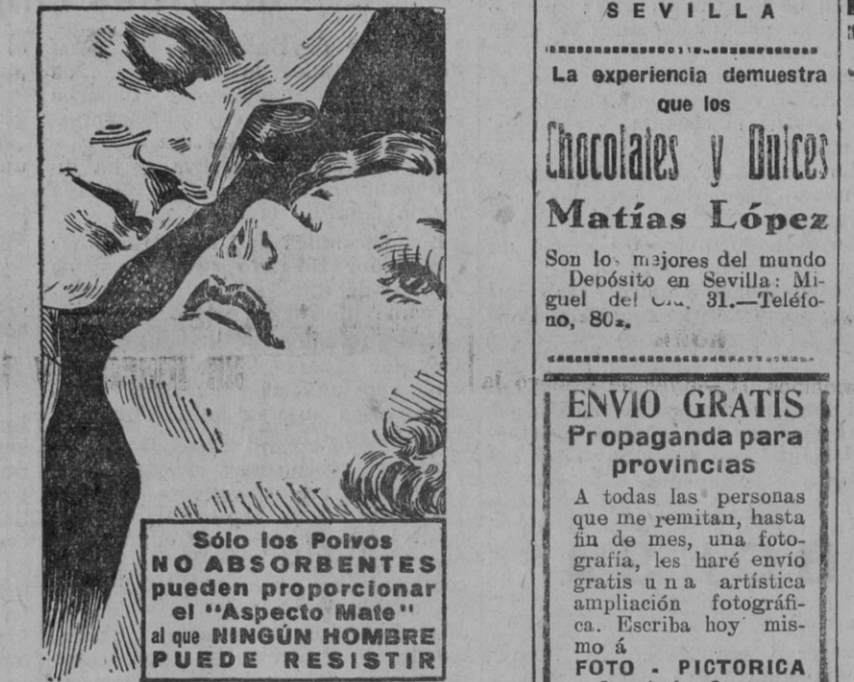 Sólo los Polvos
NO ABSORBENTES
pueden proporcionar
el "Aspecto Mate"
al que NINGÚN HOMBRE
PUEDE RESISTIR
SEVILLA
La experiencia demuestra
que los
Chocolates y Dulces
Matías López
Son los mejores del mundo
Depósito en Sevilla: Mi-
guel del 31.—Teléfo-
no,
ENVIO GRATIS
Propaganda para
provincias
A todas las personas
que me remitan, hasta
fin de mes, una foto-
grafía, les haré envío
gratis una artística
ampliación fotográfi-
ca. Escriba hoy mis-
mo á
FOTO - PICTORICA